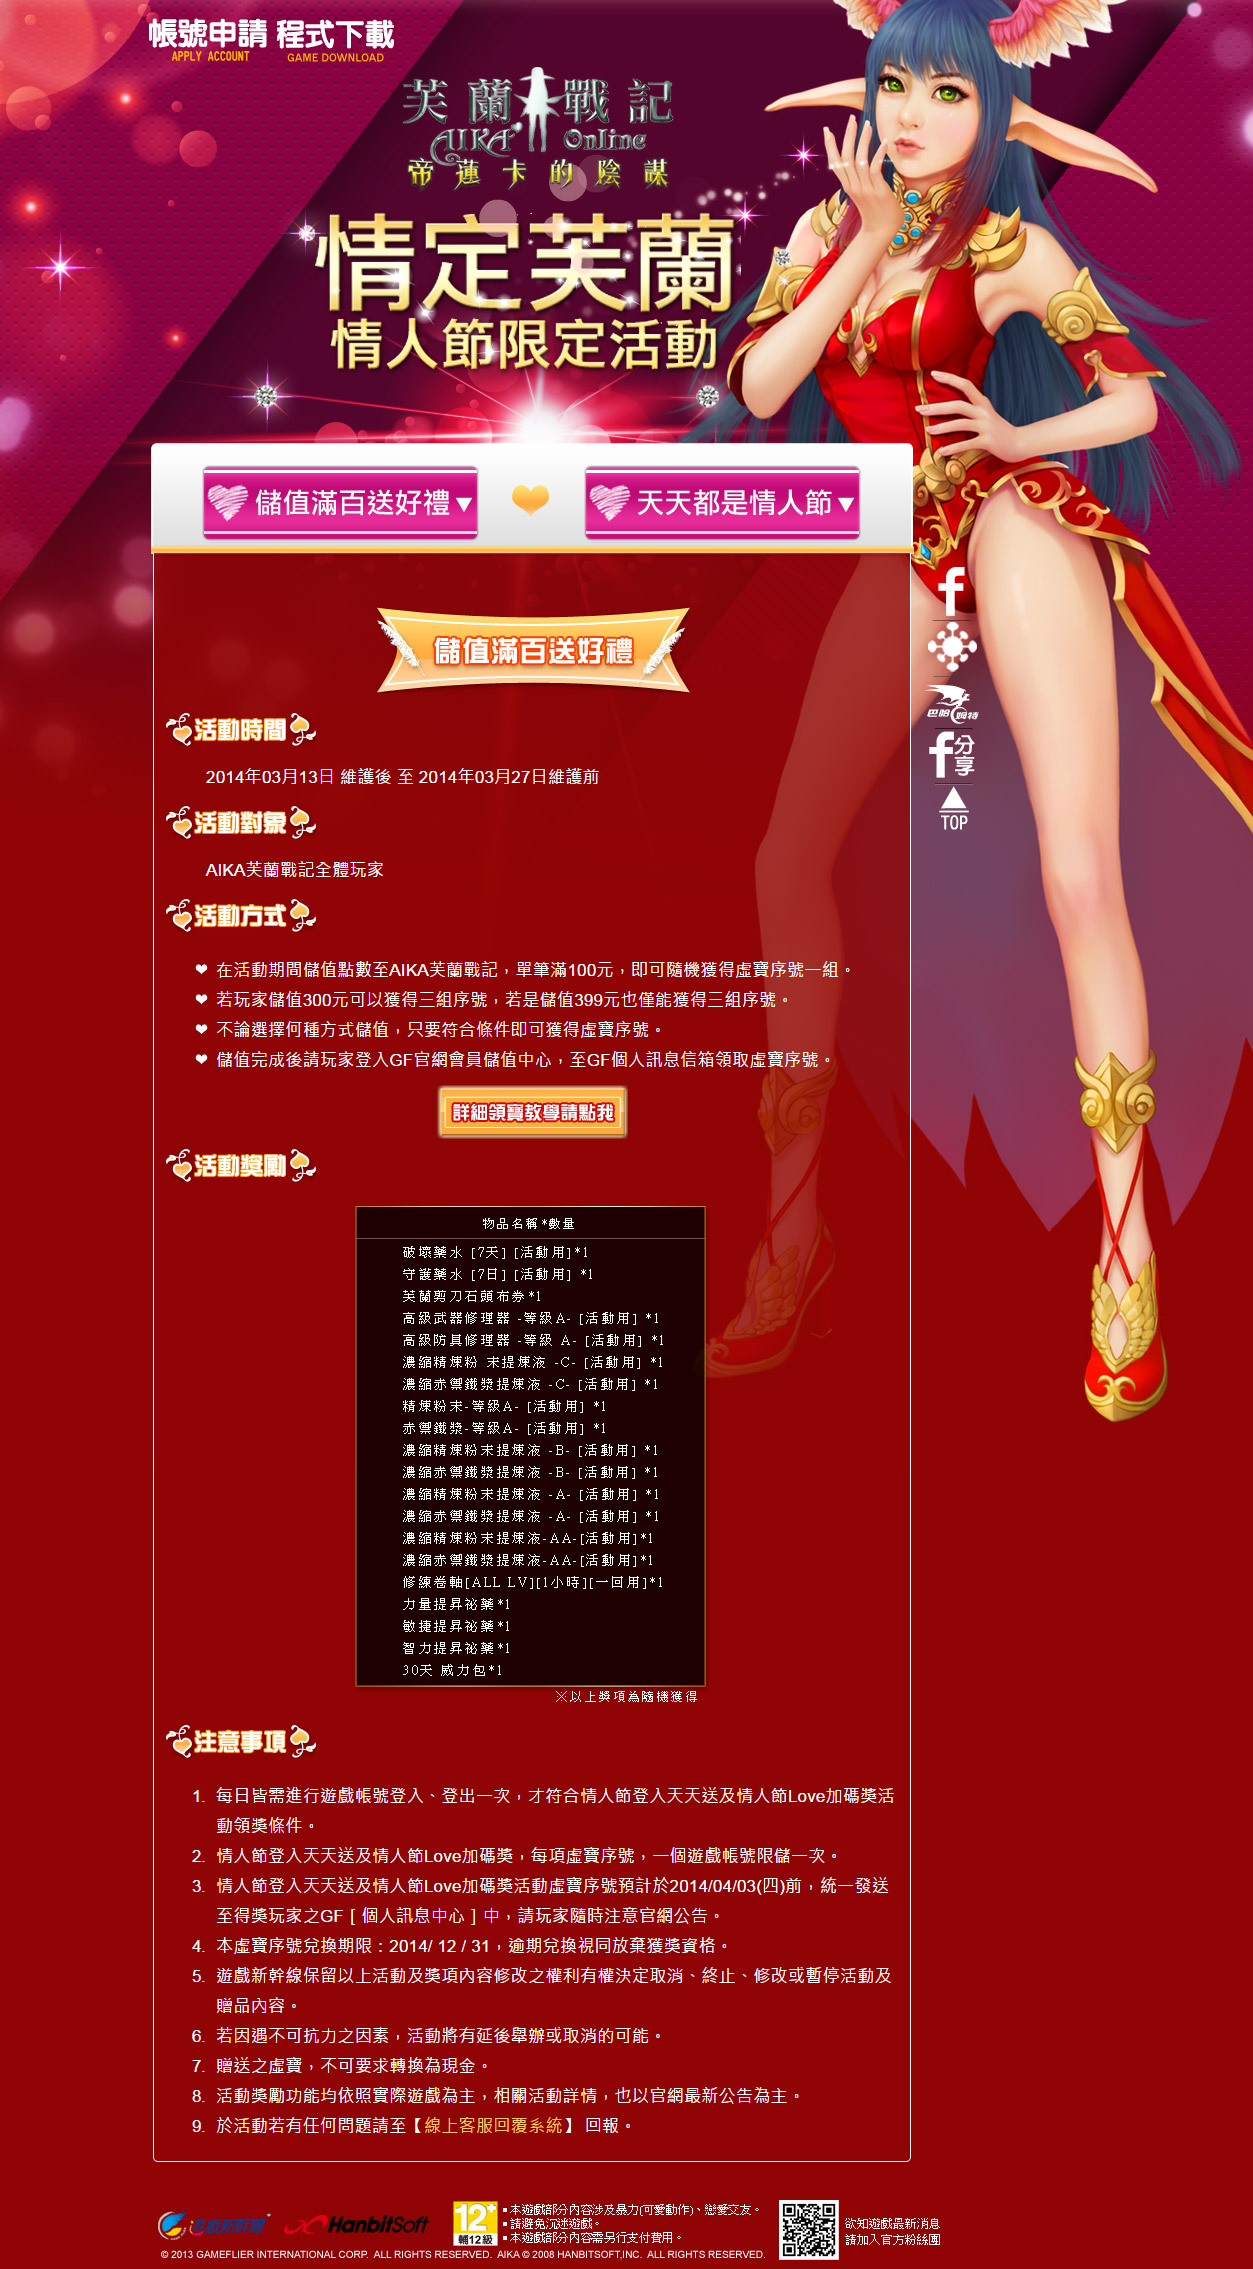 帳號申請 程式下載
APPLY ACCOUNT GAME DOWNLOAD
芙蘭戰記
AIKA Online
帝蓮卡的陰謀
情定芙蘭
情人節限定活動
儲值滿百送好禮▼ 天天都是情人節▼
儲值滿百送好禮
f
巴哈姆特
f分享
TOP
活動時間
2014年03月13日 維護後 至 2014年03月27日維護前
活動對象
AIKA芙蘭戰記全體玩家
活動方式
❤ 在活動期間儲值點數至AIKA芙蘭戰記，單筆滿100元，即可隨機獲得虛寶序號一組。
❤ 若玩家儲值300元可以獲得三組序號，若是儲值399元也僅能獲得三組序號。
❤ 不論選擇何種方式儲值，只要符合條件即可獲得虛寶序號。
❤ 儲值完成後請玩家登入GF官網會員儲值中心，至GF個人訊息信箱領取虛寶序號。
詳細領寶教學請點我
活動獎勵
物品名稱*數量
破壞藥水 [7天] [活動用]*1
守護藥水 [7日] [活動用] *1
芙蘭剪刀石頭布券*1
高級武器修理器 -等級A- [活動用] *1
高級防具修理器 -等級 A- [活動用] *1
濃縮精煉粉 末提煉液 -C- [活動用] *1
濃縮赤禦鐵漿提煉液 -C- [活動用] *1
精煉粉末-等級A- [活動用] *1
赤禦鐵漿-等級A- [活動用] *1
濃縮精煉粉末提煉液 -B- [活動用] *1
濃縮赤禦鐵漿提煉液 -B- [活動用] *1
濃縮精煉粉末提煉液 -A- [活動用] *1
濃縮赤禦鐵漿提煉液 -A- [活動用] *1
濃縮精煉粉末提煉液-AA-[活動用]*1
濃縮赤禦鐵漿提煉液-AA-[活動用]*1
修練卷軸[ALL LV][1小時][一回用]*1
力量提昇祕藥*1
敏捷提昇祕藥*1
智力提昇祕藥*1
30天 威力包*1
※以上獎項為隨機獲得
注意事項
1. 每日皆需進行遊戲帳號登入、登出一次，才符合情人節登入天天送及情人節Love加碼獎活
動領獎條件。
2. 情人節登入天天送及情人節Love加碼獎，每項虛寶序號，一個遊戲帳號限儲一次。
3. 情人節登入天天送及情人節Love加碼獎活動虛寶序號預計於2014/04/03(四)前，統一發送
至得獎玩家之GF [ 個人訊息中心 ] 中，請玩家隨時注意官網公告。
4. 本虛寶序號兌換期限：2014/ 12 / 31，逾期兌換視同放棄獲獎資格。
5. 遊戲新幹線保留以上活動及獎項內容修改之權利有權決定取消、終止、修改或暫停活動及
贈品內容。
6. 若因遇不可抗力之因素，活動將有延後舉辦或取消的可能。
7. 贈送之虛寶，不可要求轉換為現金。
8. 活動獎勵功能均依照實際遊戲為主，相關活動詳情，也以官網最新公告為主。
9. 於活動若有任何問題請至【線上客服回覆系統】 回報。
遊戲新幹線 HanbitSoft
12+
輔12級
▪本遊戲部分內容涉及暴力(可愛動作)、戀愛交友。
▪請避免沉迷遊戲。
▪本遊戲部分內容需另行支付費用。
欲知遊戲最新消息
請加入官方粉絲團
© 2013 GAMEFLIER INTERNATIONAL CORP. ALL RIGHTS RESERVED. AIKA © 2008 HANBITSOFT,INC. ALL RIGHTS RESERVED.